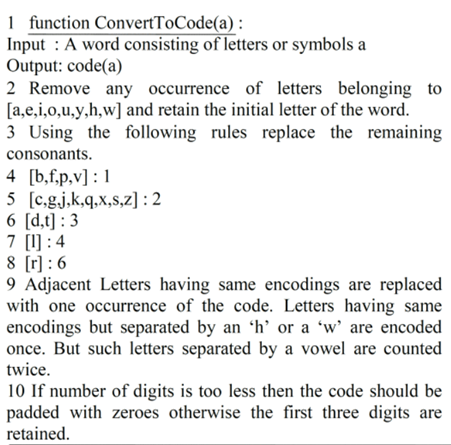 1 function ConvertToCode(a) :
Input : A word consisting of letters or symbols a
Output: code(a)
2 Remove any occurrence of letters belonging to
[a,e,i,o,u,y,h,w] and retain the initial letter of the word.
3 Using the following rules replace the remaining
consonants.
4 [b,f,p,v] : 1
5 [c,g,j,k,q,x,s,z] : 2
6 [d,t] : 3
7 [l] : 4
8 [r] : 6
9 Adjacent Letters having same encodings are replaced
with one occurrence of the code. Letters having same
encodings but separated by an ‘h’ or a ‘w’ are encoded
once. But such letters separated by a vowel are counted
twice.
10 If number of digits is too less then the code should be
padded with zeroes otherwise the first three digits are
retained.